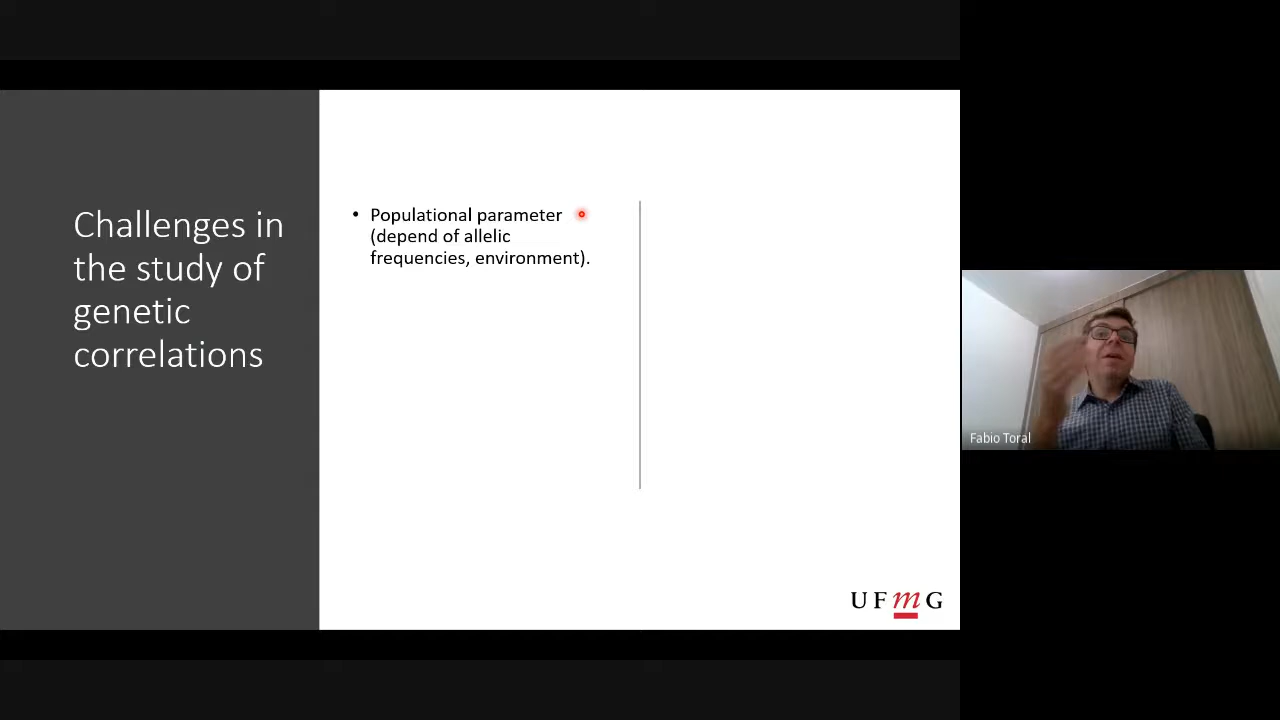 Challenges in
the study of
genetic
correlations
• Populational parameter
(depend of allelic
frequencies, environment).
UFmG
Fabio Toral